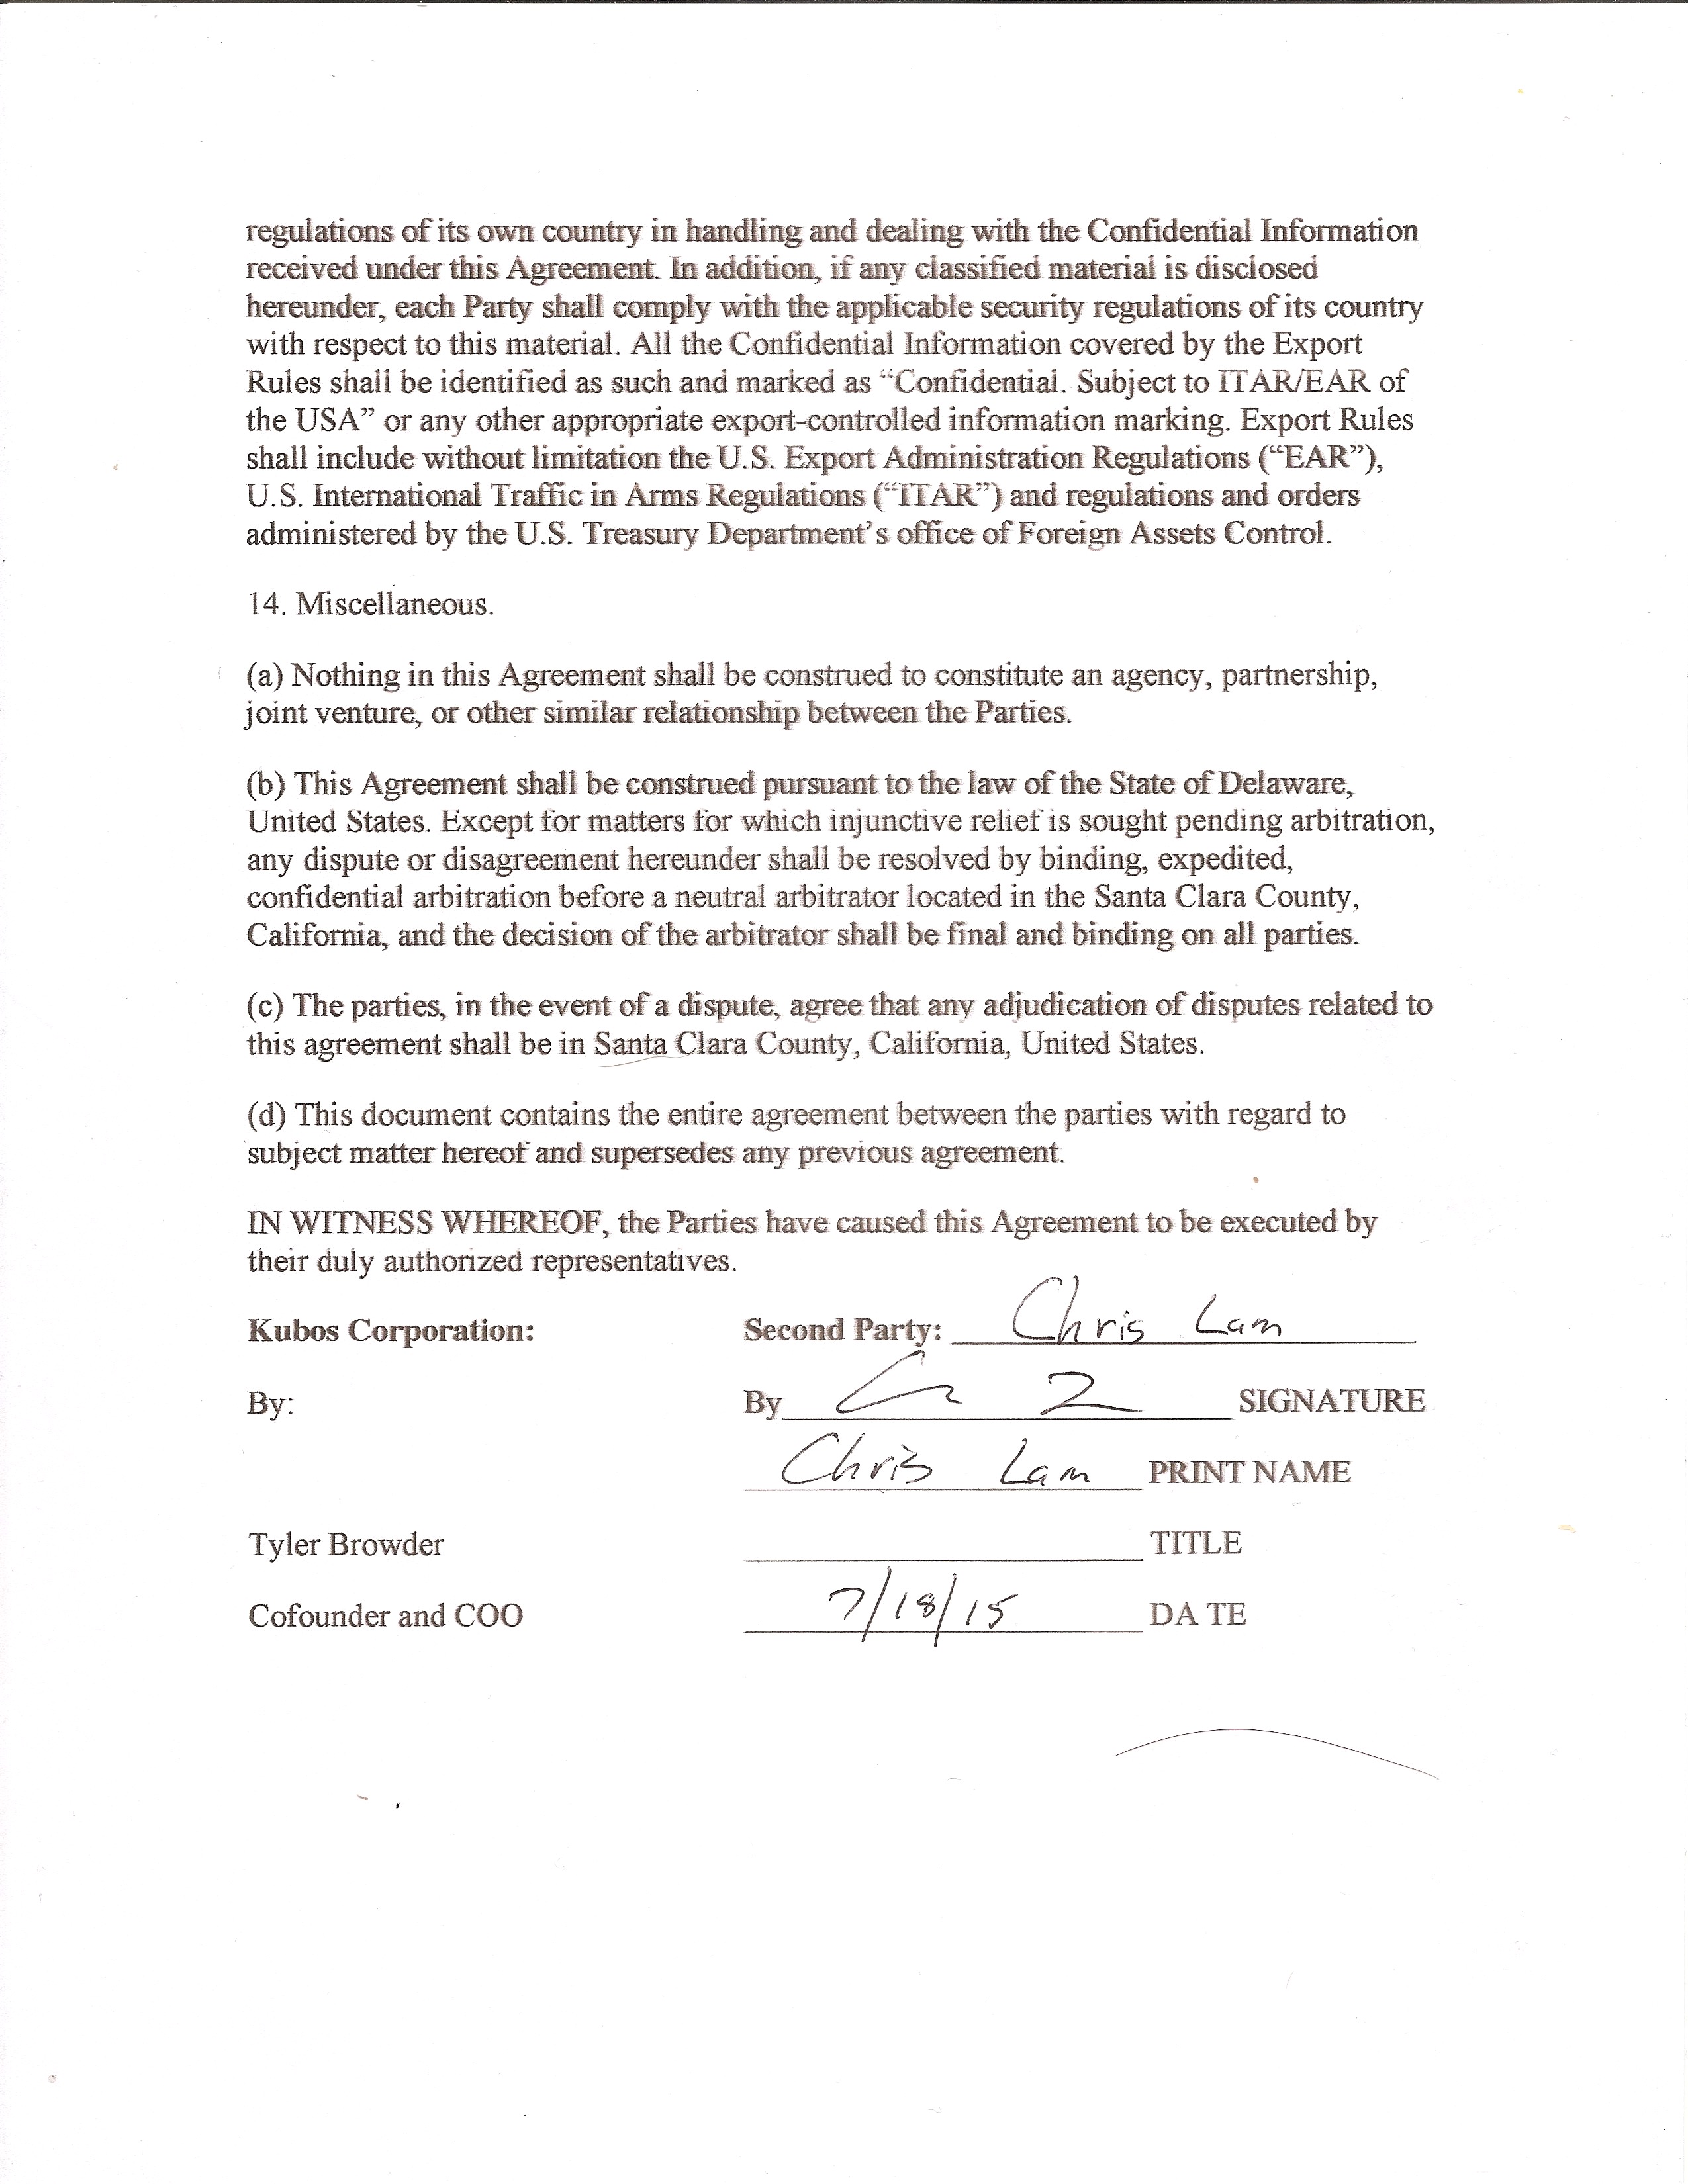 regulations of its own country in handling and dealing with the Confidential Information
received under this Agreement. In addition, if any classified material is disclosed
hereunder, each Party shall comply with the applicable security regulations of its country
with respect to this material. All the Confidential Information covered by the Export
Rules shall be identified as such and marked as “Confidential. Subject to ITAR/EAR of
the USA” or any other appropriate export-controlled information marking. Export Rules
shall include without limitation the U.S. Export Administration Regulations (“EAR”),
U.S. International Traffic in Arms Regulations (“ITAR”) and regulations and orders
administered by the U.S. Treasury Department’s office of Foreign Assets Control.
14. Miscellaneous.
(a) Nothing in this Agreement shall be construed to constitute an agency, partnership,
joint venture, or other similar relationship between the Parties.
(b) This Agreement shall be construed pursuant to the law of the State of Delaware,
United States. Except for matters for which injunctive relief is sought pending arbitration,
any dispute or disagreement hereunder shall be resolved by binding, expedited,
confidential arbitration before a neutral arbitrator located in the Santa Clara County,
California, and the decision of the arbitrator shall be final and binding on all parties.
(c) The parties, in the event of a dispute, agree that any adjudication of disputes related to
this agreement shall be in Santa Clara County, California, United States.
(d) This document contains the entire agreement between the parties with regard to
subject matter hereof and supersedes any previous agreement.
IN WITNESS WHEREOF, the Parties have caused this Agreement to be executed by
their duly authorized representatives.
Kubos Corporation: Second Party: Chris Lam
By: By SIGNATURE
Chris Lam PRINT NAME
Tyler Browder TITLE
Cofounder and COO 7/18/15 DA TE